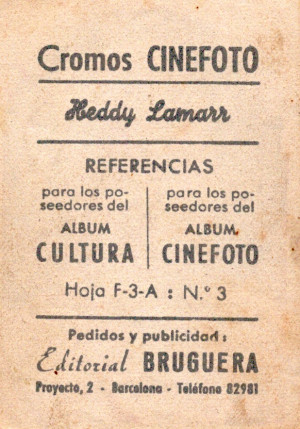 Cromos CINEFOTO
Heddy Lamarr
REFERENCIAS
para los po-
seedores del
ALBUM
CULTURA
para los po-
seedores del
ALBUM
CINEFOTO
Hoja F-3-A : N.º 3
Pedidos y publicidad:
Editorial BRUGUERA
Proyecto, 2 - Barcelona - Teléfono 82981